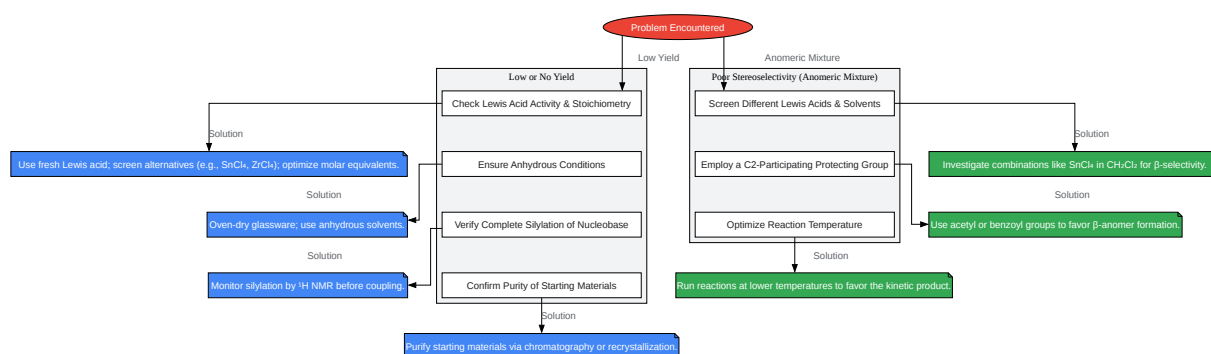 Problem Encountered
Low Yield
Anomeric Mixture
Low or No Yield
Poor Stereoselectivity (Anomeric Mixture)
Check Lewis Acid Activity & Stoichiometry
Screen Different Lewis Acids & Solvents
Solution
Solution
Use fresh Lewis acid; screen alternatives (e.g., SnCl₄, ZrCl₄); optimize molar equivalents.
Ensure Anhydrous Conditions
Employ a C2-Participating Protecting Group
Investigate combinations like SnCl₄ in CH₂Cl₂ for β-selectivity.
Solution
Solution
Oven-dry glassware; use anhydrous solvents.
Verify Complete Silylation of Nucleobase
Optimize Reaction Temperature
Use acetyl or benzoyl groups to favor β-anomer formation.
Solution
Solution
Monitor silylation by ¹H NMR before coupling.
Confirm Purity of Starting Materials
Run reactions at lower temperatures to favor the kinetic product.
Solution
Purify starting materials via chromatography or recrystallization.